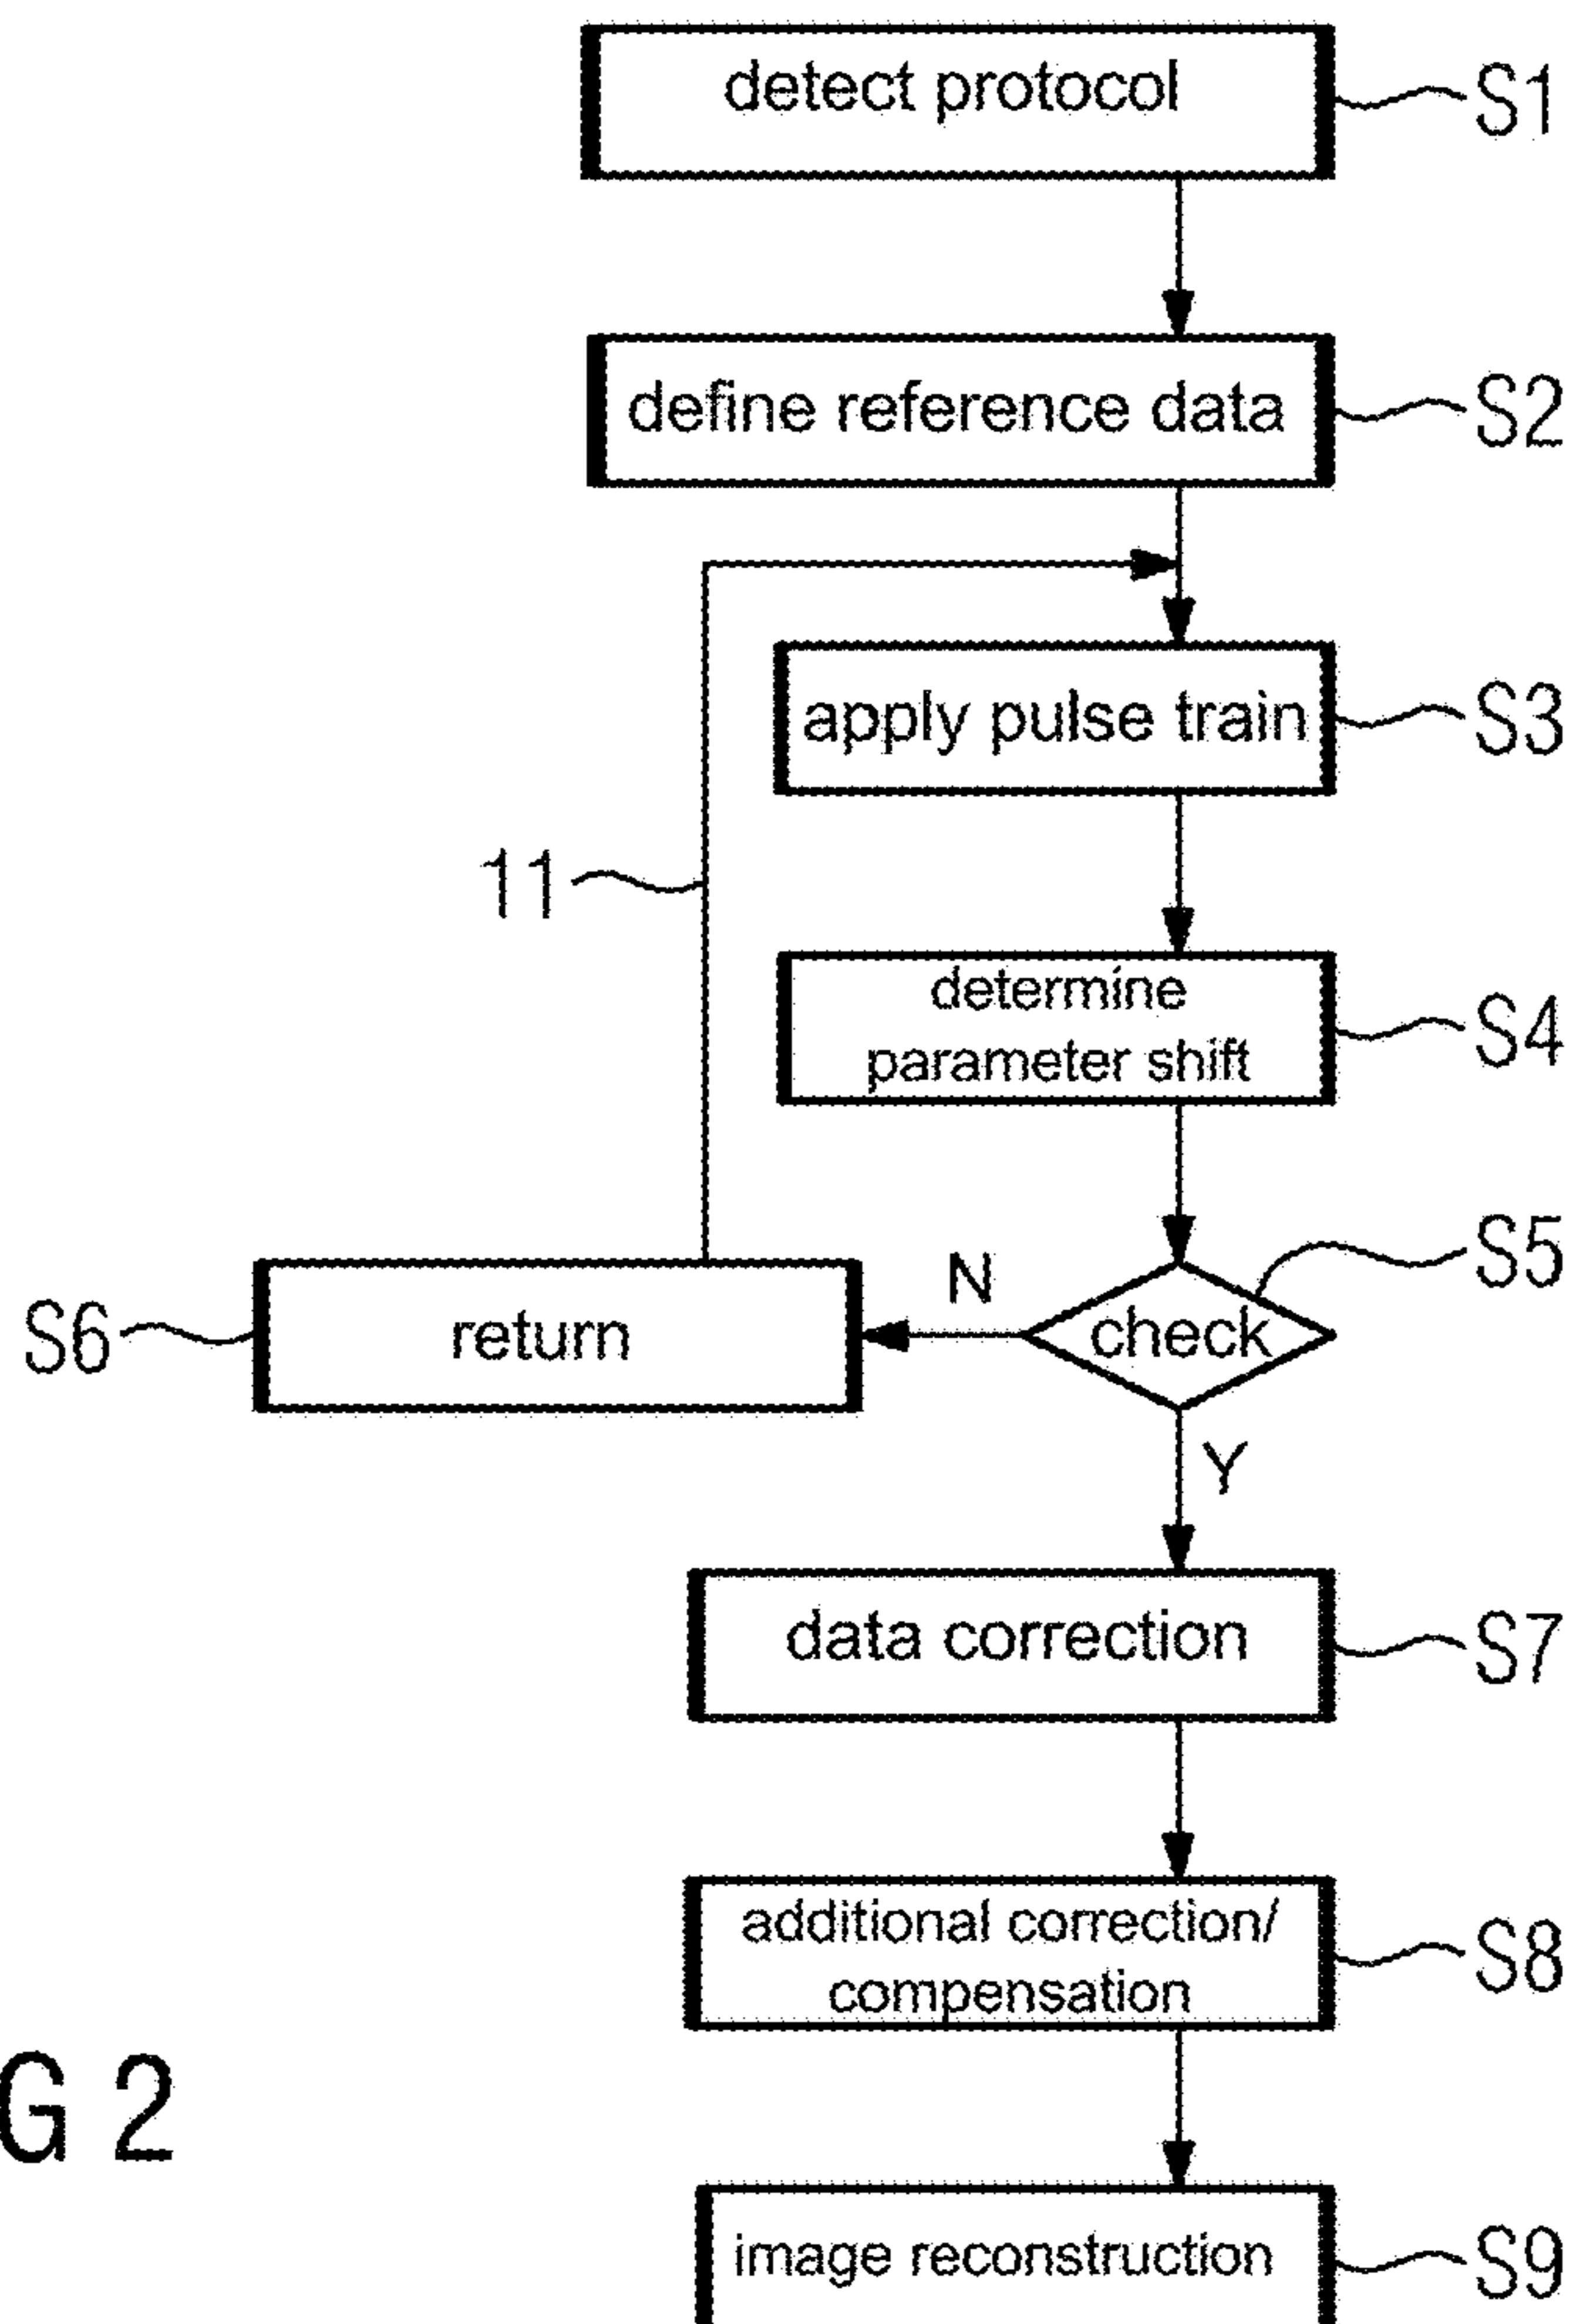 detect protocol
S1
define reference data
S2
apply pulse train
S3
11
determine
parameter shift
S4
S5
N
check
S6
return
Y
data correction
S7
additional correction/
compensation
S8
G 2
image reconstruction
S9